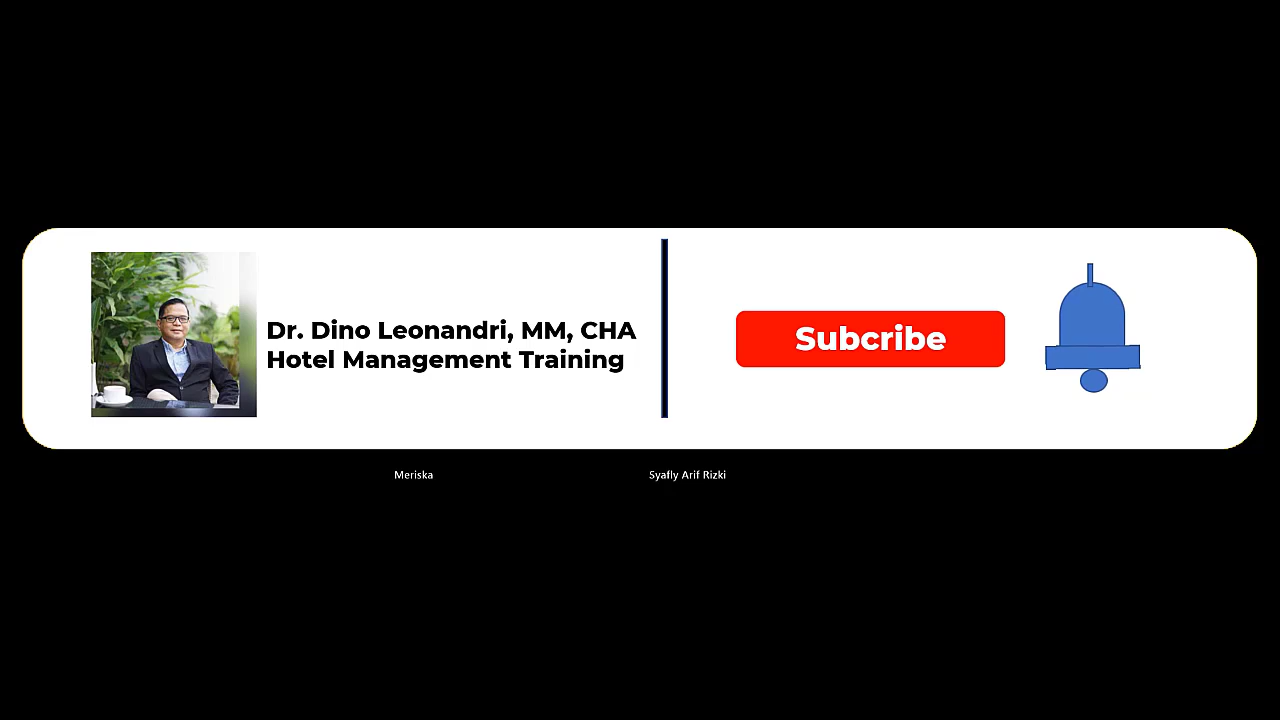 Dr. Dino Leonandri, MM, CHA
Hotel Management Training
Subcribe
Meriska
Syafly Arif Rizki